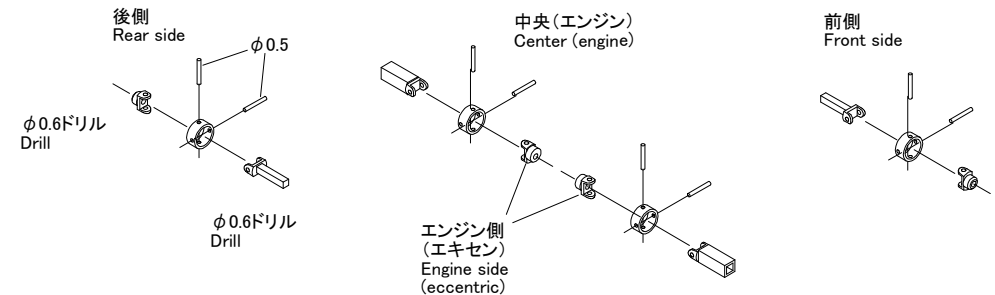 後側
Rear side
φ0.5
φ0.6ドリル
Drill
φ0.6ドリル
Drill
中央(エンジン)
Center (engine)
エンジン側
(エキセン)
Engine side
(eccentric)
前側
Front side